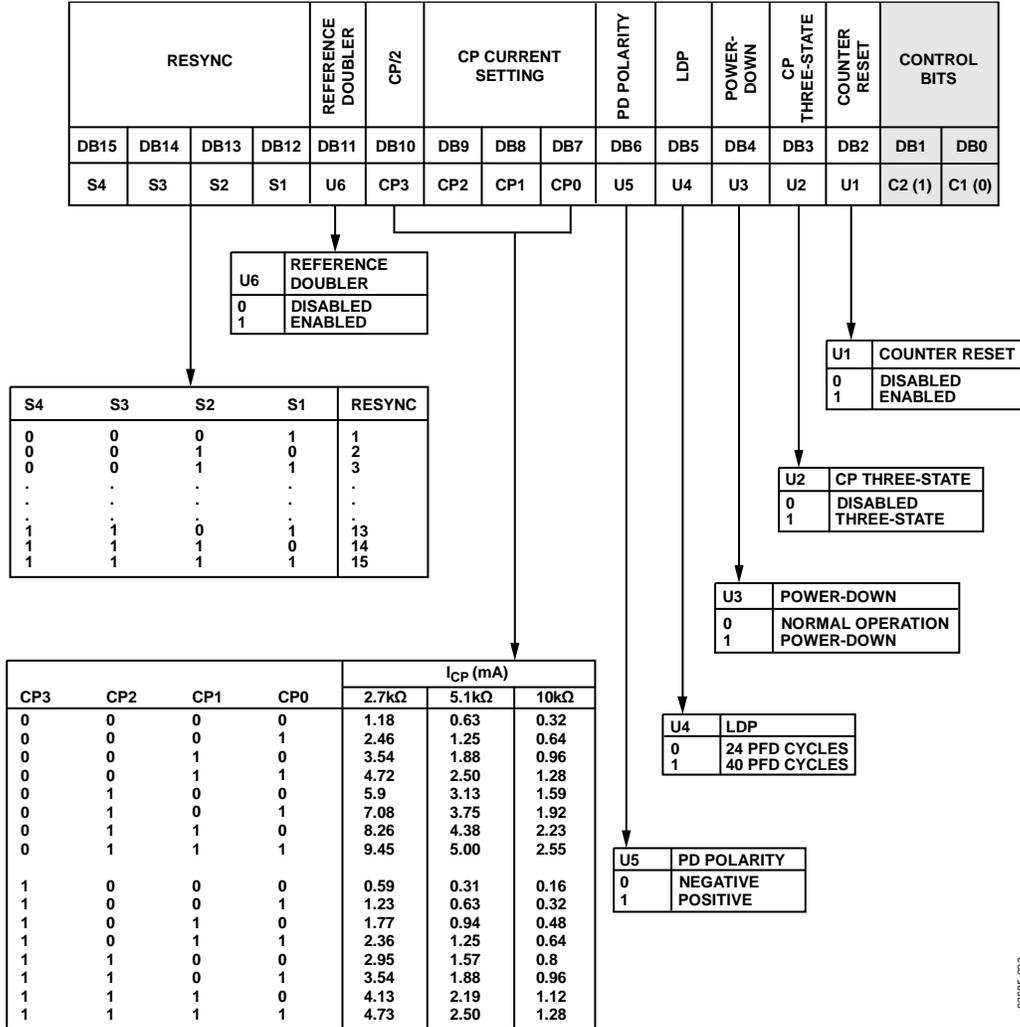 RESYNC
REFERENCE DOUBLER
CP/2
CP CURRENT SETTING
PD POLARITY
LDP
POWER-DOWN
CP THREE-STATE
COUNTER RESET
CONTROL BITS
DB15 DB14 DB13 DB12 DB11 DB10 DB9 DB8 DB7 DB6 DB5 DB4 DB3 DB2 DB1 DB0
S4 S3 S2 S1 U6 CP3 CP2 CP1 CP0 U5 U4 U3 U2 U1 C2 (1) C1 (0)
U6 REFERENCE DOUBLER
0 DISABLED
1 ENABLED
U1 COUNTER RESET
0 DISABLED
1 ENABLED
S4 S3 S2 S1 RESYNC
0 0 0 1 1
0 0 1 0 2
0 0 1 1 3
. . . . .
. . . . .
. . . . .
1 1 0 1 13
1 1 1 0 14
1 1 1 1 15
U2 CP THREE-STATE
0 DISABLED
1 THREE-STATE
U3 POWER-DOWN
0 NORMAL OPERATION
1 POWER-DOWN
ICP (mA)
CP3 CP2 CP1 CP0 2.7kΩ 5.1kΩ 10kΩ
0 0 0 0 1.18 0.63 0.32
0 0 0 1 2.46 1.25 0.64
0 0 1 0 3.54 1.88 0.96
0 0 1 1 4.72 2.50 1.28
0 1 0 0 5.9 3.13 1.59
0 1 0 1 7.08 3.75 1.92
0 1 1 0 8.26 4.38 2.23
0 1 1 1 9.45 5.00 2.55
1 0 0 0 0.59 0.31 0.16
1 0 0 1 1.23 0.63 0.32
1 0 1 0 1.77 0.94 0.48
1 0 1 1 2.36 1.25 0.64
1 1 0 0 2.95 1.57 0.8
1 1 0 1 3.54 1.88 0.96
1 1 1 0 4.13 2.19 1.12
1 1 1 1 4.73 2.50 1.28
U4 LDP
0 24 PFD CYCLES
1 40 PFD CYCLES
U5 PD POLARITY
0 NEGATIVE
1 POSITIVE